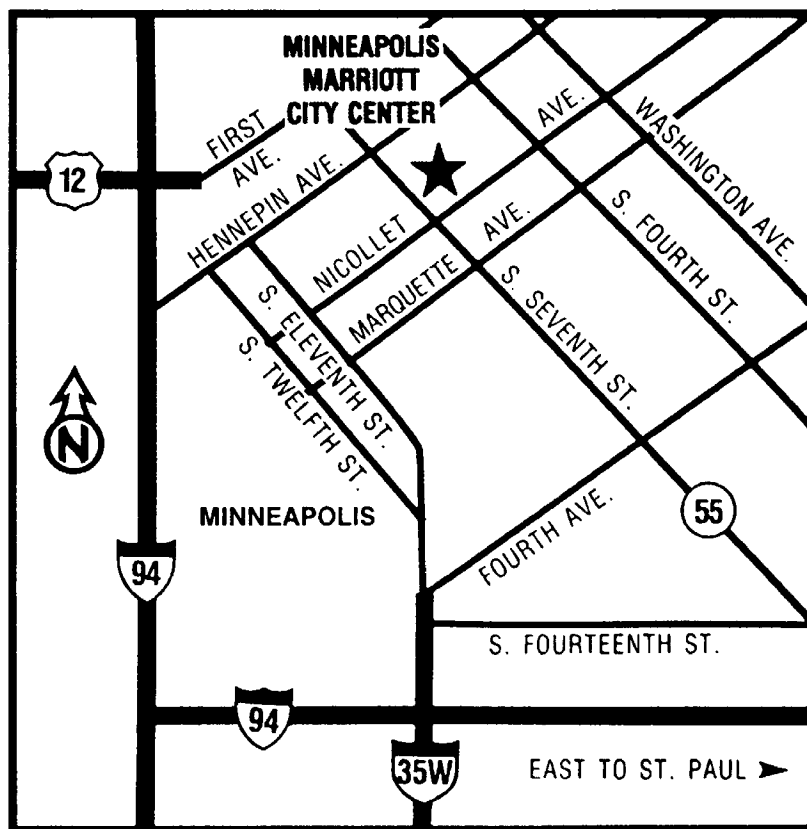 MINNEAPOLIS
MARRIOTT
CITY CENTER
FIRST
AVE.
12
HENNEPIN AVE.
AVE.
WASHINGTON AVE.
NICOLLET
AVE.
S. FOURTH ST.
MARQUETTE
S. ELEVENTH ST.
S. SEVENTH ST.
S. TWELFTH ST.
N
MINNEAPOLIS
55
FOURTH AVE.
94
S. FOURTEENTH ST.
94
35W
EAST TO ST. PAUL